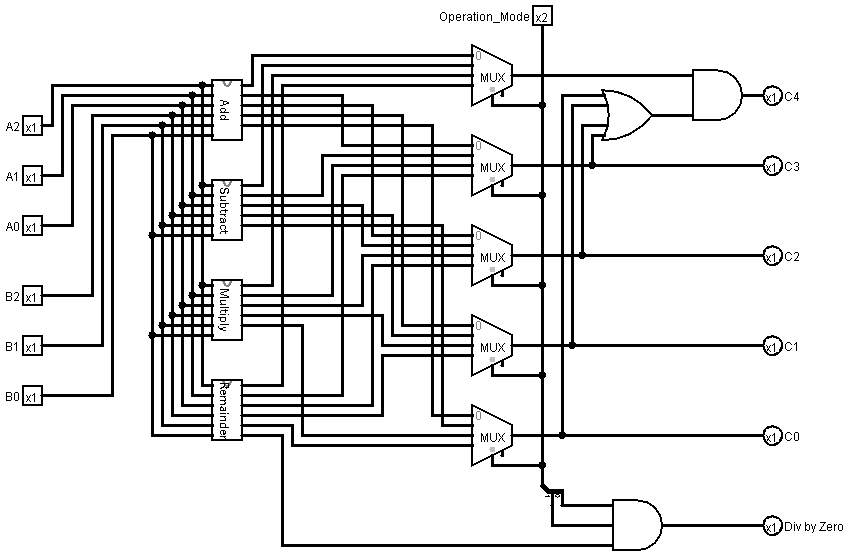 Operation_Mode x2
0
MUX
x1 C4
A2 x1
Add
0
MUX
x1 C3
A1 x1
Subtract
A0 x1
0
MUX
x1 C2
B2 x1
Multiply
0
MUX
x1 C1
B1 x1
B0 x1
Remainder
0
MUX
x1 C0
x1 Div by Zero